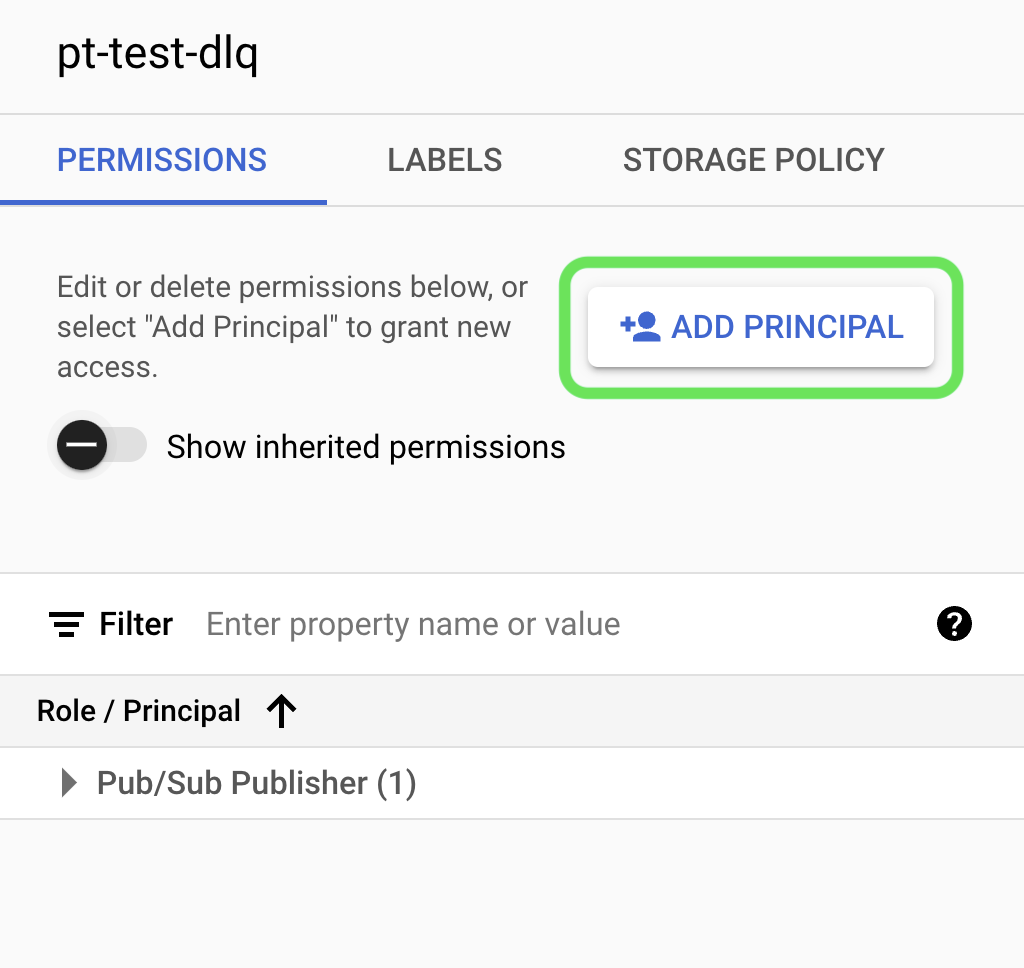 pt-test-dlq
PERMISSIONS LABELS STORAGE POLICY
Edit or delete permissions below, or
select "Add Principal" to grant new
access.
ADD PRINCIPAL
Show inherited permissions
Filter Enter property name or value
Role / Principal
Pub/Sub Publisher (1)